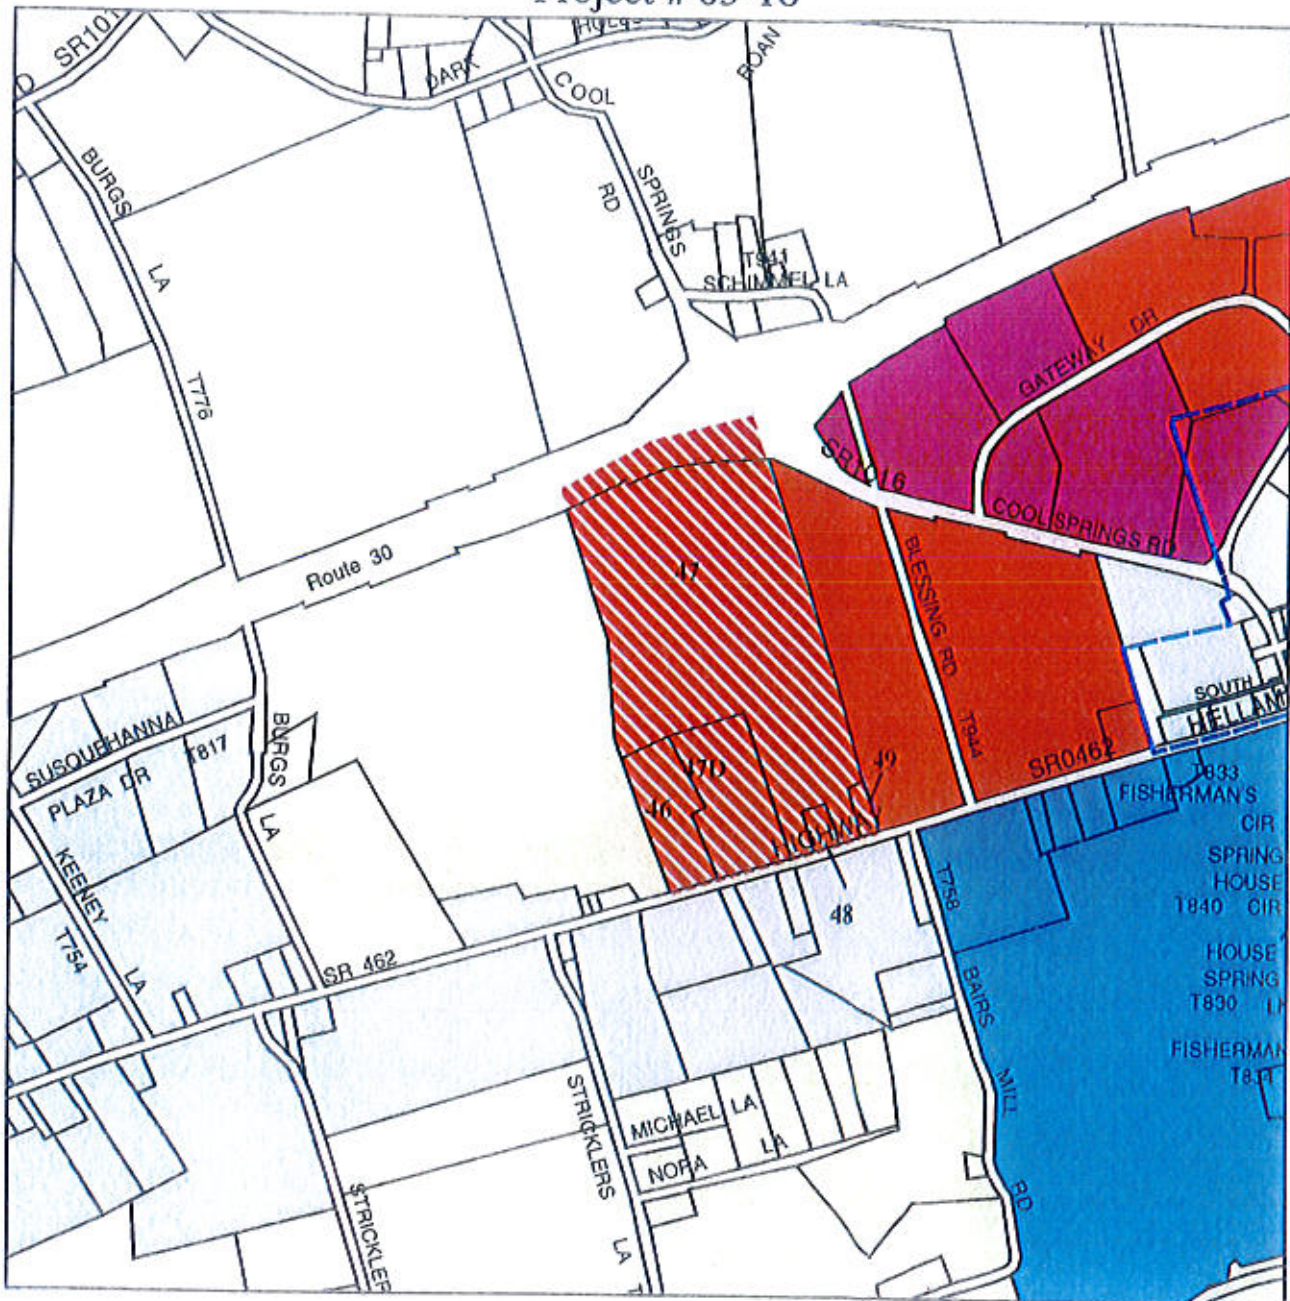 SR101
DARK
COOL
ROAN
BURGS
SPRINGS
RD
LA
T941
SCHIMMEL LA
T776
GATEWAY DR
SR1016
COOL SPRINGS RD
Route 30
47
BLESSING RD
SOUTH
HELLAM
SUSQUEHANNA
PLAZA DR
T817
BURGS
LA
47D
46
49
T944
SR0462
HIGHWAY
48
T833
FISHERMAN'S
CIR
SPRING
HOUSE
T840 CIR
KEENEY
LA
T754
SR 462
T758
HOUSE
SPRING
T830
BAIRS
MILL
RD
FISHERMAN
STRICKLERS
LA
MICHAEL LA
NORA LA
STRICKLER